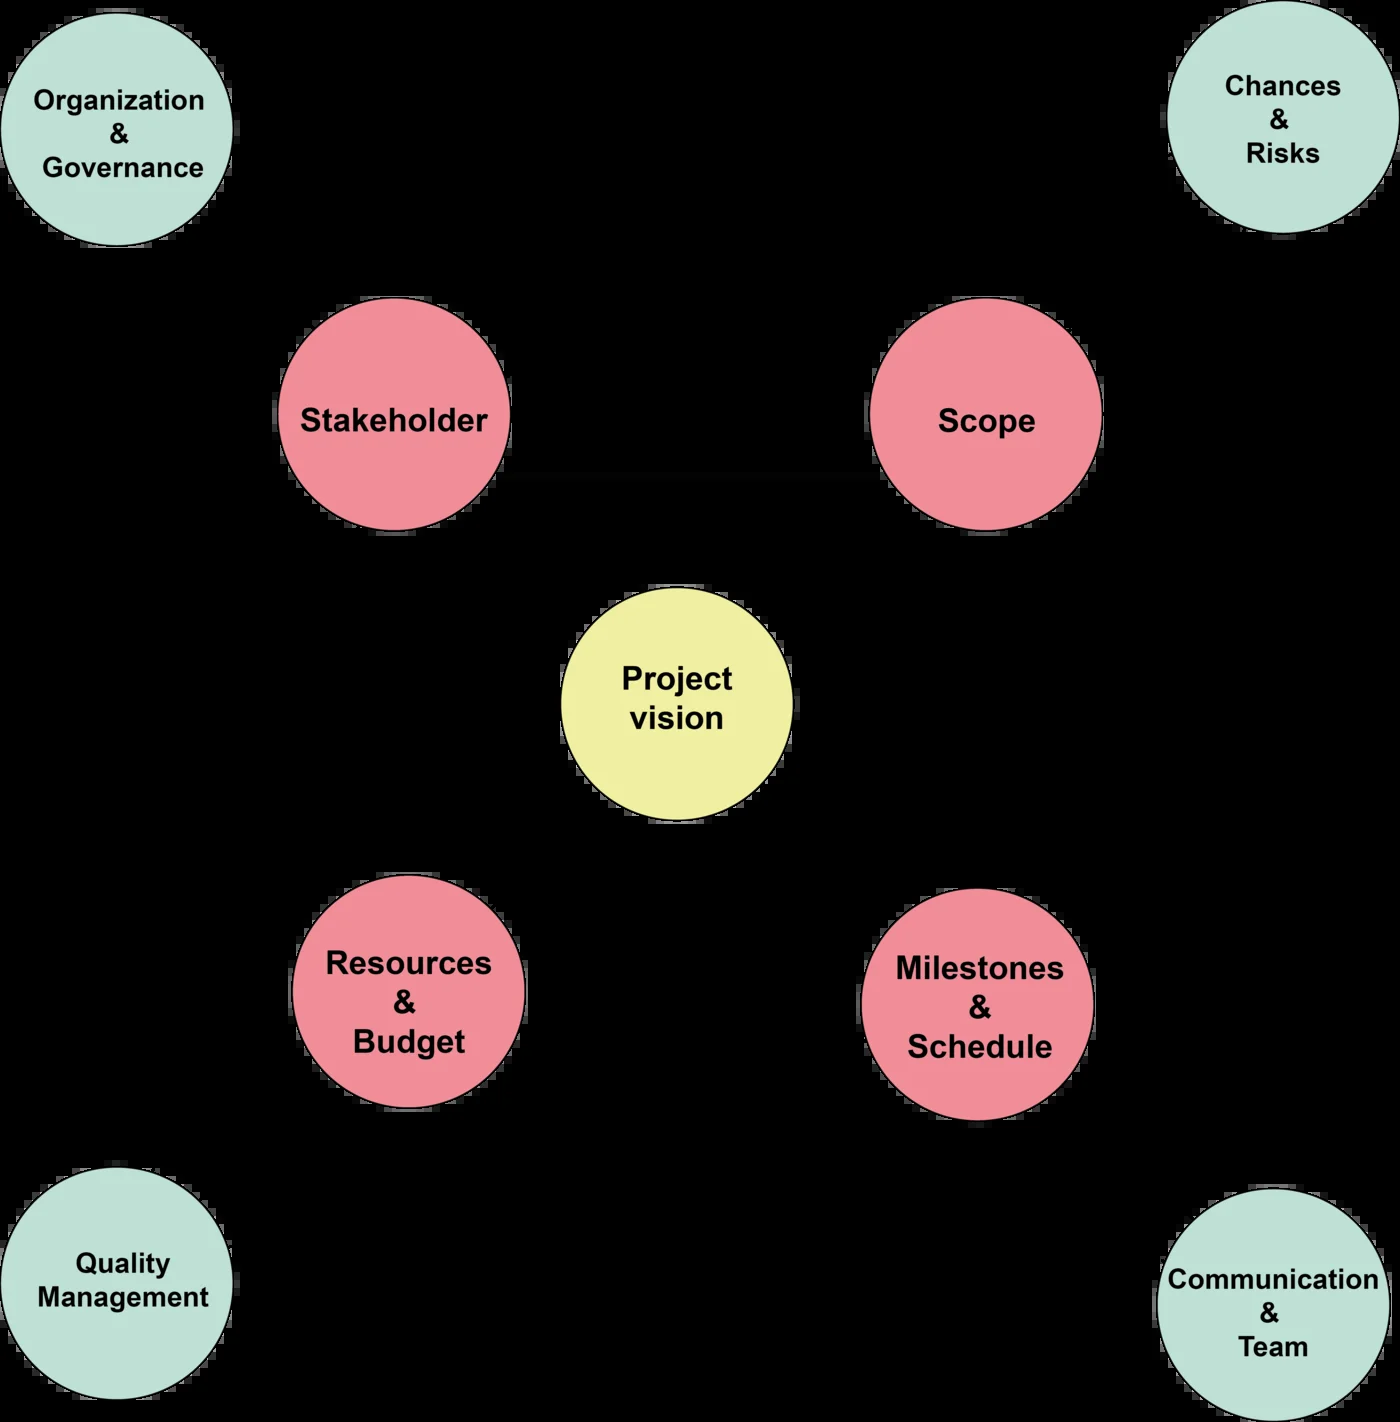 Organization
&
Governance
Chances
&
Risks
Stakeholder
Scope
Project
vision
Resources
&
Budget
Milestones
&
Schedule
Quality
Management
Communication
&
Team